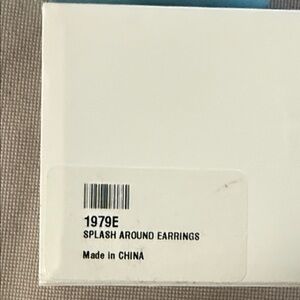 1979E
SPLASH AROUND EARRINGS
Made in CHINA